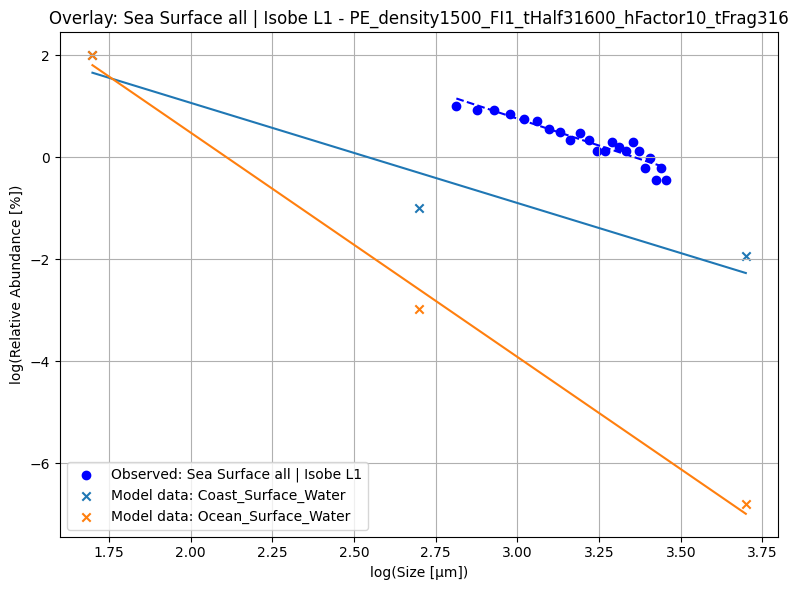 Overlay: Sea Surface all | Isobe L1 - PE_density1500_FI1_tHalf31600_hFactor10_tFrag316
log(Relative Abundance [%])
2
0
−2
−4
−6
Observed: Sea Surface all | Isobe L1
Model data: Coast_Surface_Water
Model data: Ocean_Surface_Water
1.75
2.00
2.25
2.50
2.75
3.00
3.25
3.50
3.75
log(Size [µm])